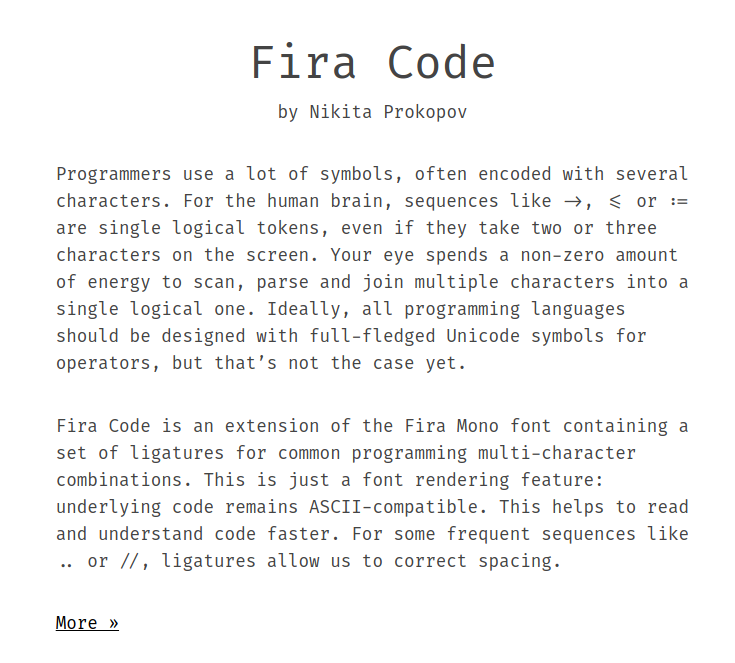 Fira Code
by Nikita Prokopov
Programmers use a lot of symbols, often encoded with several
characters. For the human brain, sequences like ->, <= or :=
are single logical tokens, even if they take two or three
characters on the screen. Your eye spends a non-zero amount
of energy to scan, parse and join multiple characters into a
single logical one. Ideally, all programming languages
should be designed with full-fledged Unicode symbols for
operators, but that’s not the case yet.
Fira Code is an extension of the Fira Mono font containing a
set of ligatures for common programming multi-character
combinations. This is just a font rendering feature:
underlying code remains ASCII-compatible. This helps to read
and understand code faster. For some frequent sequences like
.. or //, ligatures allow us to correct spacing.
More »